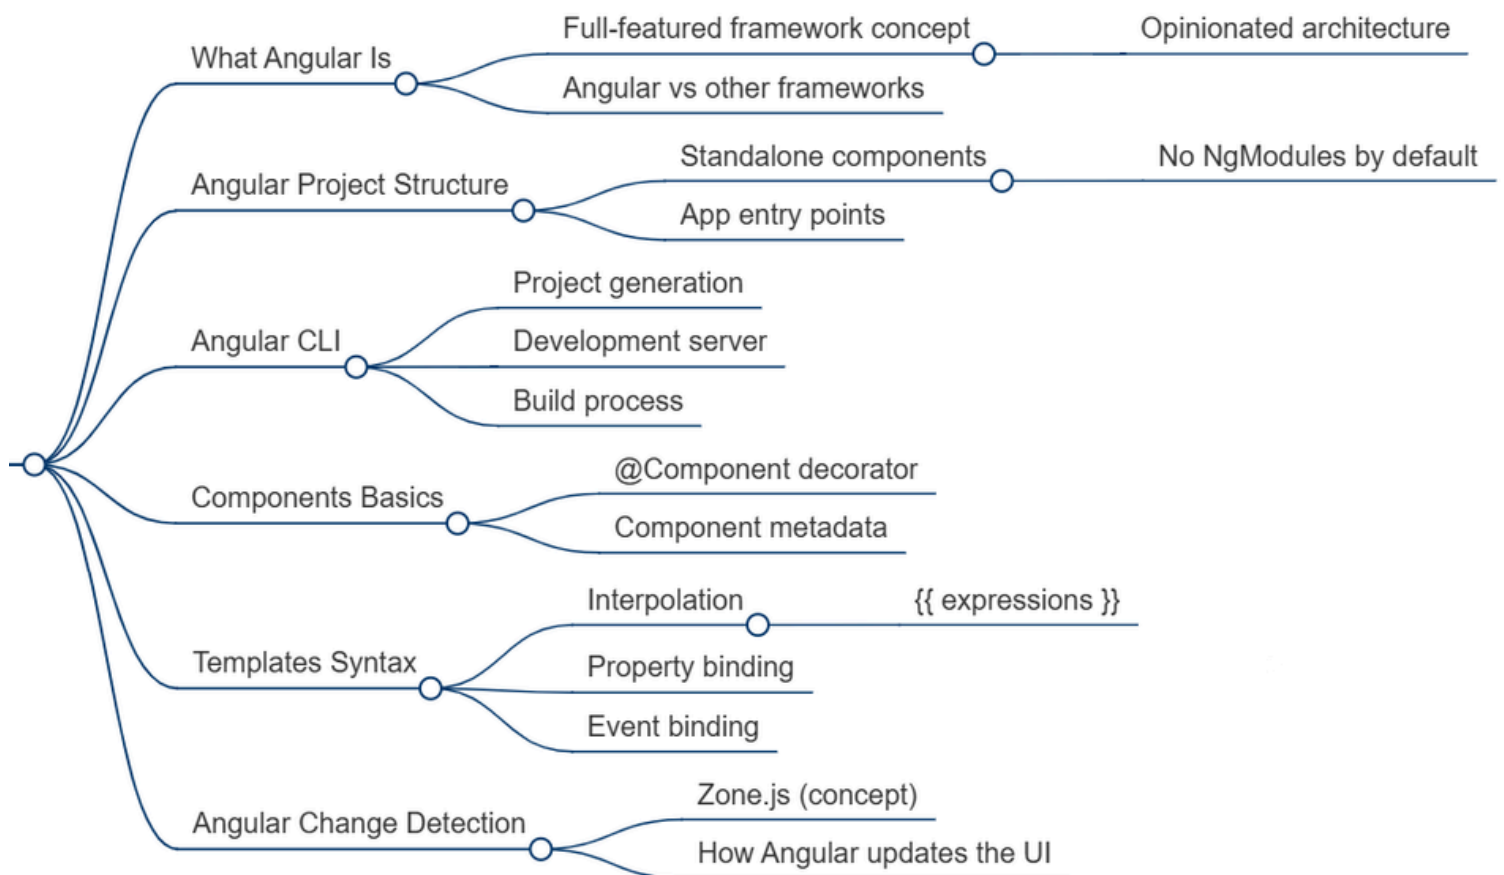 What Angular Is
Full-featured framework concept
Opinionated architecture
Angular vs other frameworks
Angular Project Structure
Standalone components
No NgModules by default
App entry points
Angular CLI
Project generation
Development server
Build process
Components Basics
@Component decorator
Component metadata
Templates Syntax
Interpolation
{{ expressions }}
Property binding
Event binding
Angular Change Detection
Zone.js (concept)
How Angular updates the UI